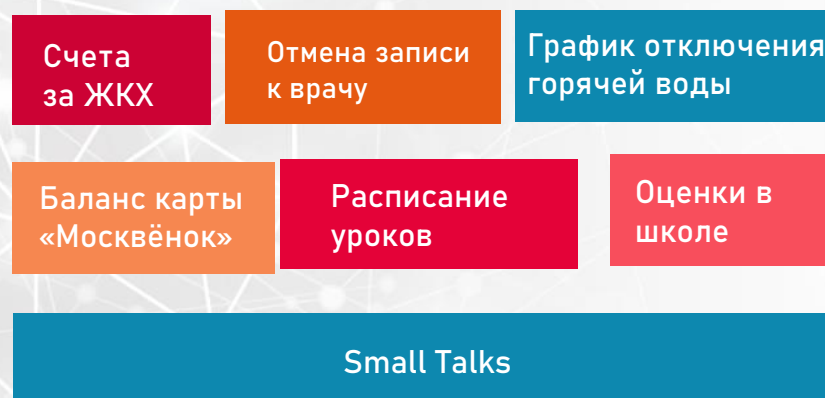 Счета
за ЖКХ
Отмена записи
к врачу
График отключения
горячей воды
Баланс карты
«Москвёнок»
Расписание
уроков
Оценки в
школе
Small Talks